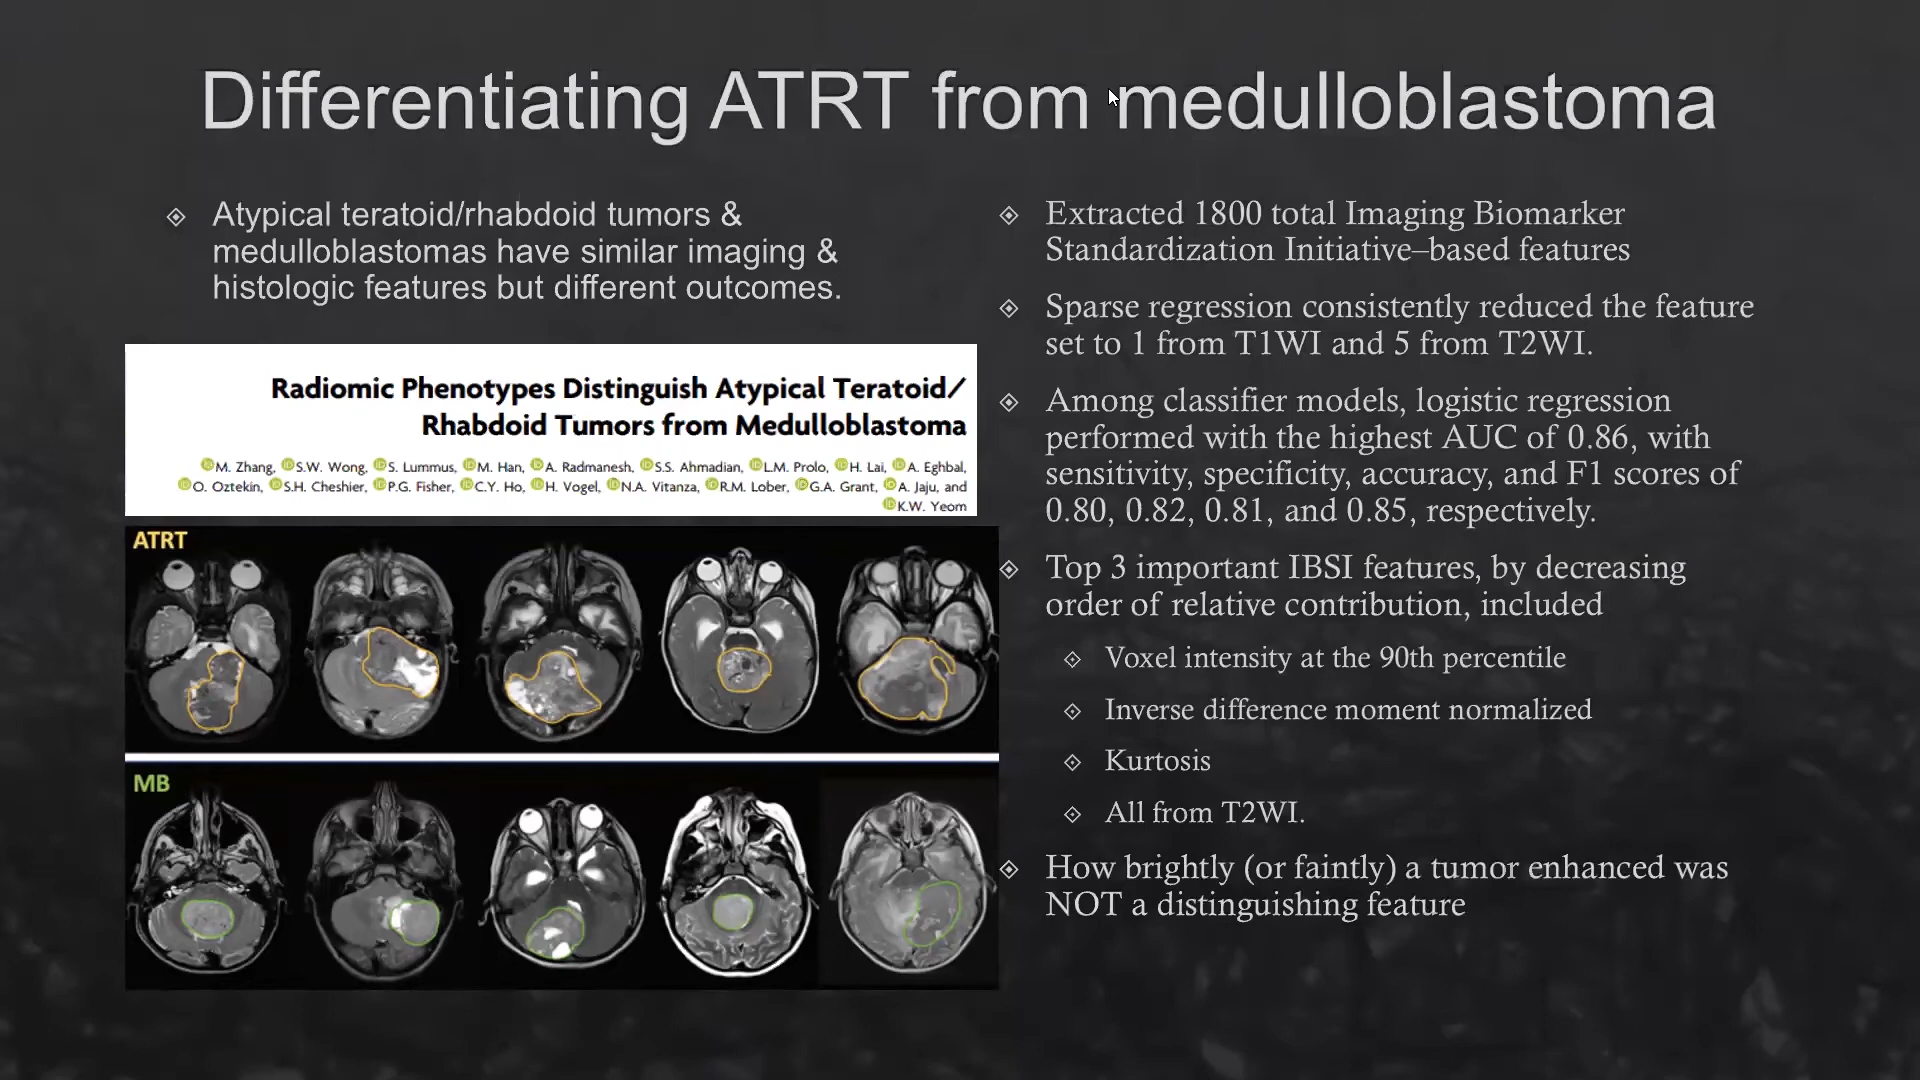 Differentiating ATRT from medulloblastoma
Atypical teratoid/rhabdoid tumors &
medulloblastomas have similar imaging &
histologic features but different outcomes.
Radiomic Phenotypes Distinguish Atypical Teratoid/
Rhabdoid Tumors from Medulloblastoma
M. Zhang, S.W. Wong, S. Lummus, M. Han, A. Radmanesh, S.S. Ahmadian, L.M. Prolo, H. Lai, A. Eghbal,
O. Oztekin, S.H. Cheshier, P.G. Fisher, C.Y. Ho, H. Vogel, N.A. Vitanza, R.M. Lober, G.A. Grant, A. Jaju, and
K.W. Yeom
ATRT
MB
Extracted 1800 total Imaging Biomarker
Standardization Initiative–based features
Sparse regression consistently reduced the feature
set to 1 from T1WI and 5 from T2WI.
Among classifier models, logistic regression
performed with the highest AUC of 0.86, with
sensitivity, specificity, accuracy, and F1 scores of
0.80, 0.82, 0.81, and 0.85, respectively.
Top 3 important IBSI features, by decreasing
order of relative contribution, included
Voxel intensity at the 90th percentile
Inverse difference moment normalized
Kurtosis
All from T2WI.
How brightly (or faintly) a tumor enhanced was
NOT a distinguishing feature